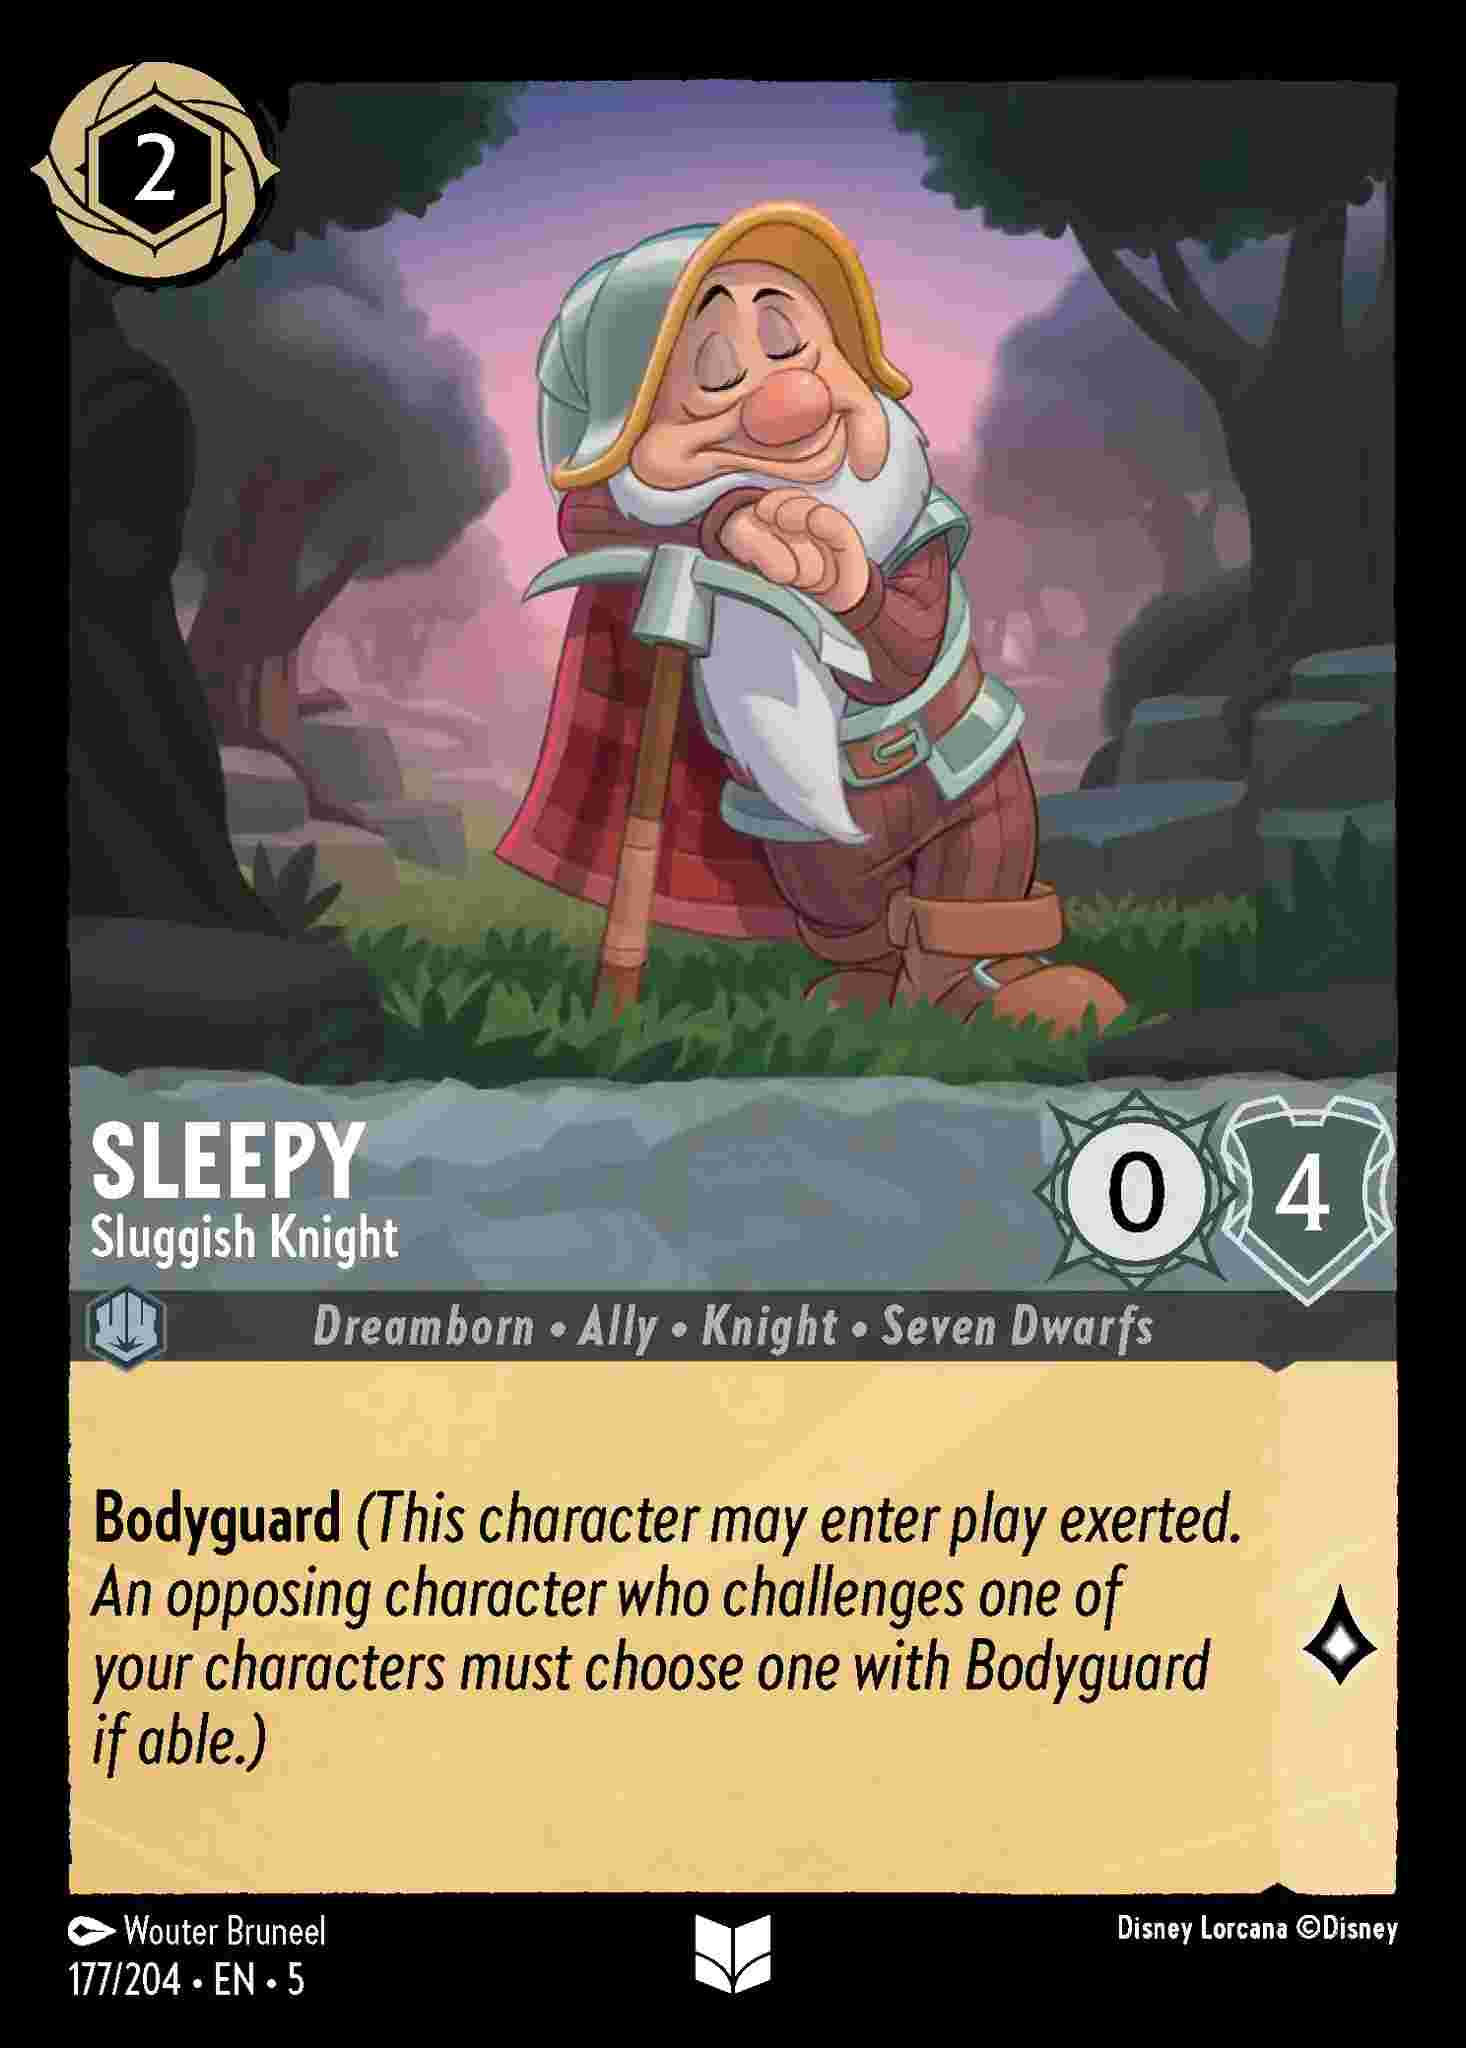 2
SLEEPY
Sluggish Knight
0
4
Dreamborn • Ally • Knight • Seven Dwarfs
Bodyguard (This character may enter play exerted.
An opposing character who challenges one of
your characters must choose one with Bodyguard
if able.)
Wouter Bruneel
177/204 • EN • 5
Disney Lorcana ©Disney